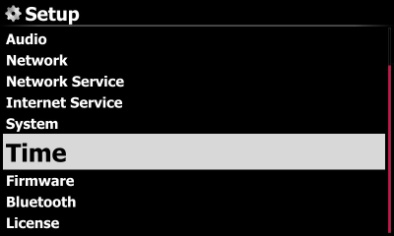 Setup
Audio
Network
Network Service
Internet Service
System
Time
Firmware
Bluetooth
License